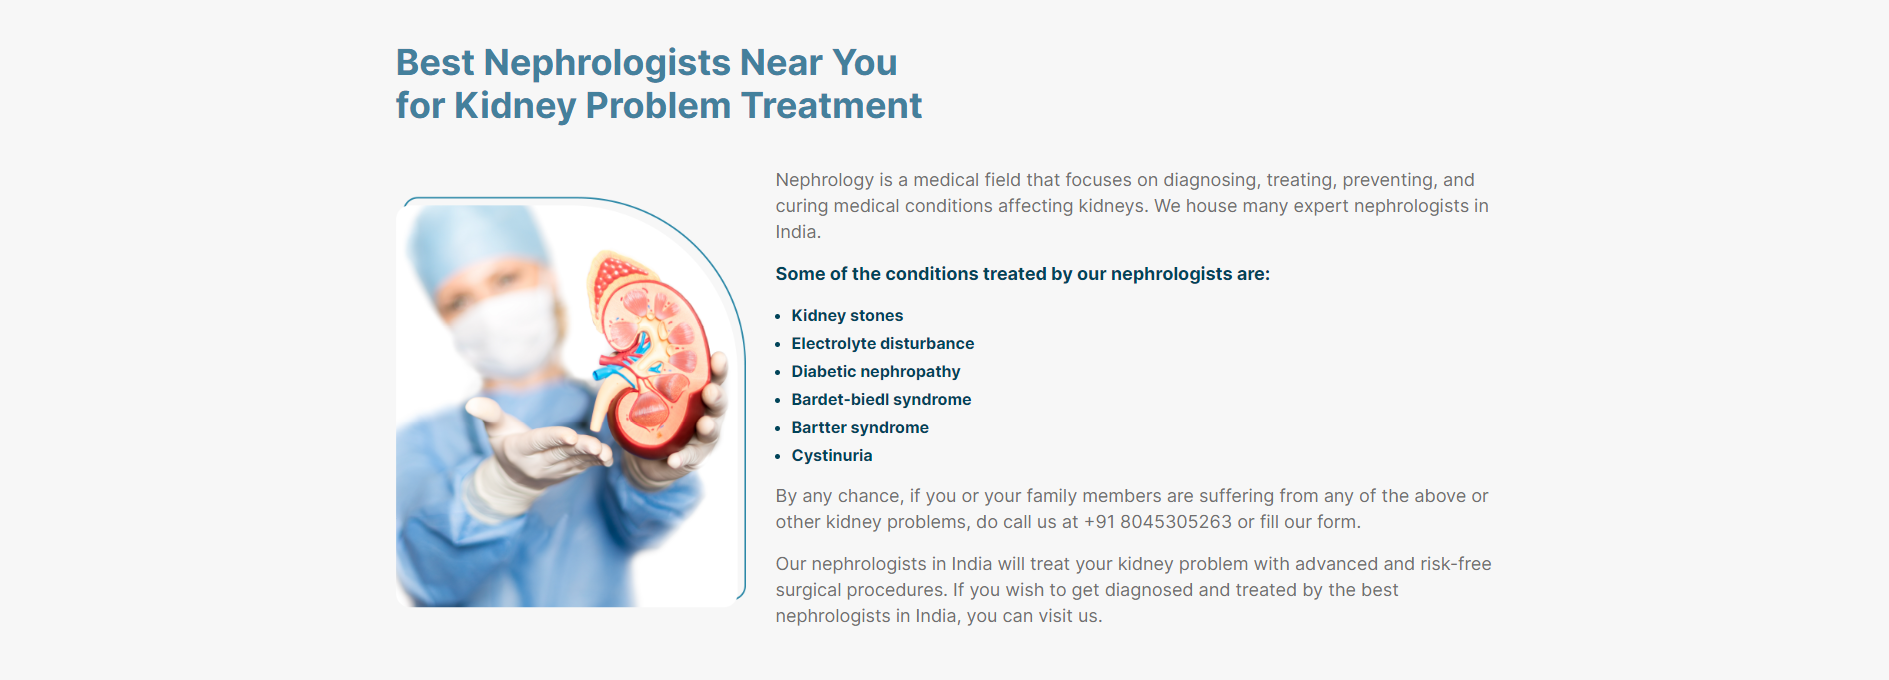 Best Nephrologists Near You
for Kidney Problem Treatment
Nephrology is a medical field that focuses on diagnosing, treating, preventing, and
curing medical conditions affecting kidneys. We house many expert nephrologists in
India.
Some of the conditions treated by our nephrologists are:
• Kidney stones
• Electrolyte disturbance
• Diabetic nephropathy
• Bardet-biedl syndrome
• Bartter syndrome
• Cystinuria
By any chance, if you or your family members are suffering from any of the above or
other kidney problems, do call us at +91 8045305263 or fill our form.
Our nephrologists in India will treat your kidney problem with advanced and risk-free
surgical procedures. If you wish to get diagnosed and treated by the best
nephrologists in India, you can visit us.